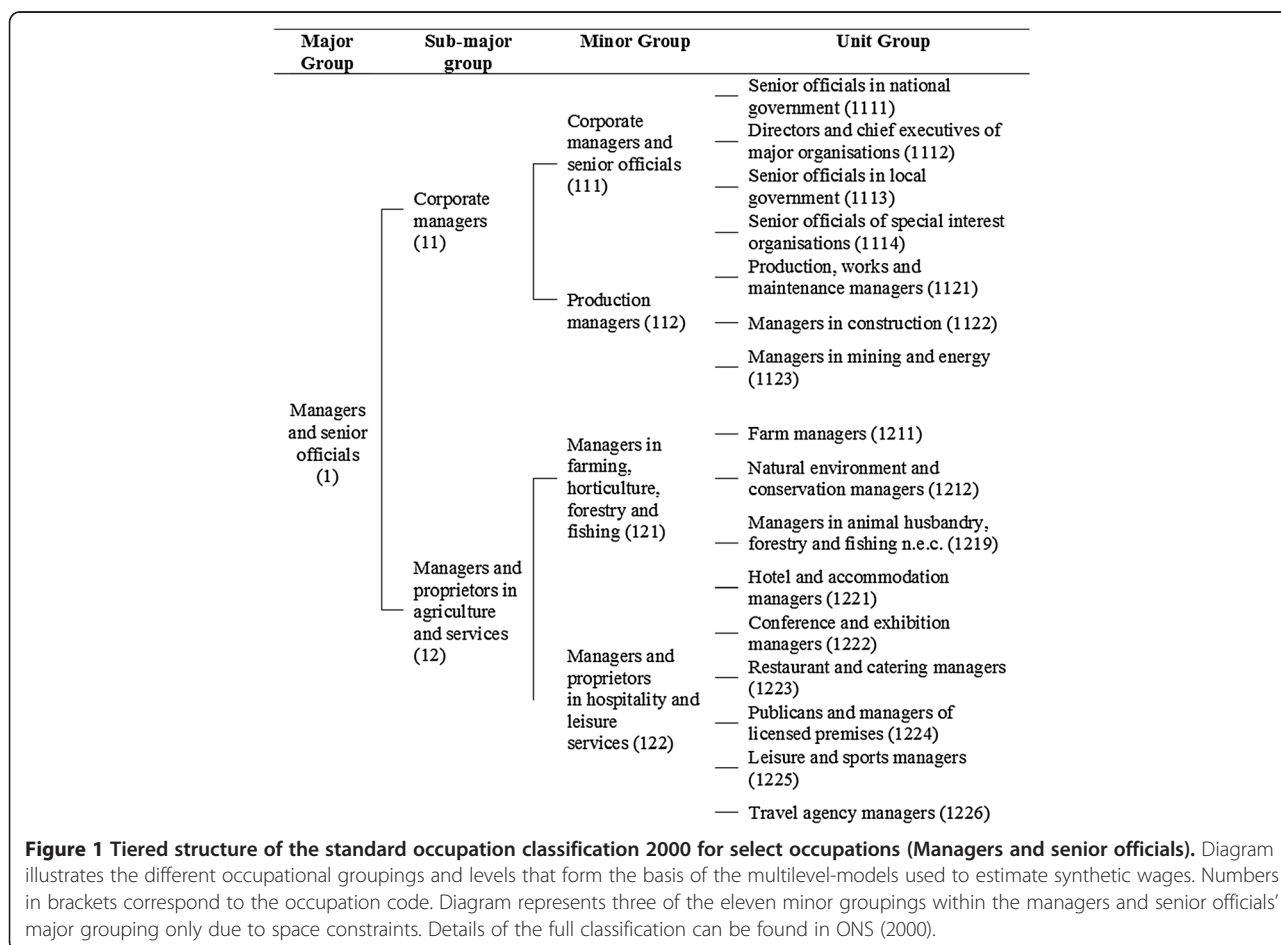 Major Group
Sub-major group
Minor Group
Unit Group
Managers
and senior
officials
(1)
Corporate
managers
(11)
Managers and
proprietors in
agriculture
and services
(12)
Corporate
managers and
senior officials
(111)
Production
managers (112)
Managers in
farming,
horticulture,
forestry and
fishing (121)
Managers and
proprietors
in hospitality and
leisure
services (122)
Senior officials in national
government (1111)
Directors and chief executives of
major organisations (1112)
Senior officials in local
government (1113)
Senior officials of special interest
organisations (1114)
Production, works and
maintenance managers (1121)
Managers in construction (1122)
Managers in mining and energy
(1123)
Farm managers (1211)
Natural environment and
conservation managers (1212)
Managers in animal husbandry,
forestry and fishing n.e.c. (1219)
Hotel and accommodation
managers (1221)
Conference and exhibition
managers (1222)
Restaurant and catering managers
(1223)
Publicans and managers of
licensed premises (1224)
Leisure and sports managers
(1225)
Travel agency managers (1226)
Figure 1 Tiered structure of the standard occupation classification 2000 for select occupations (Managers and senior officials). Diagram
illustrates the different occupational groupings and levels that form the basis of the multilevel-models used to estimate synthetic wages. Numbers
in brackets correspond to the occupation code. Diagram represents three of the eleven minor groupings within the managers and senior officials'
major grouping only due to space constraints. Details of the full classification can be found in ONS (2000).